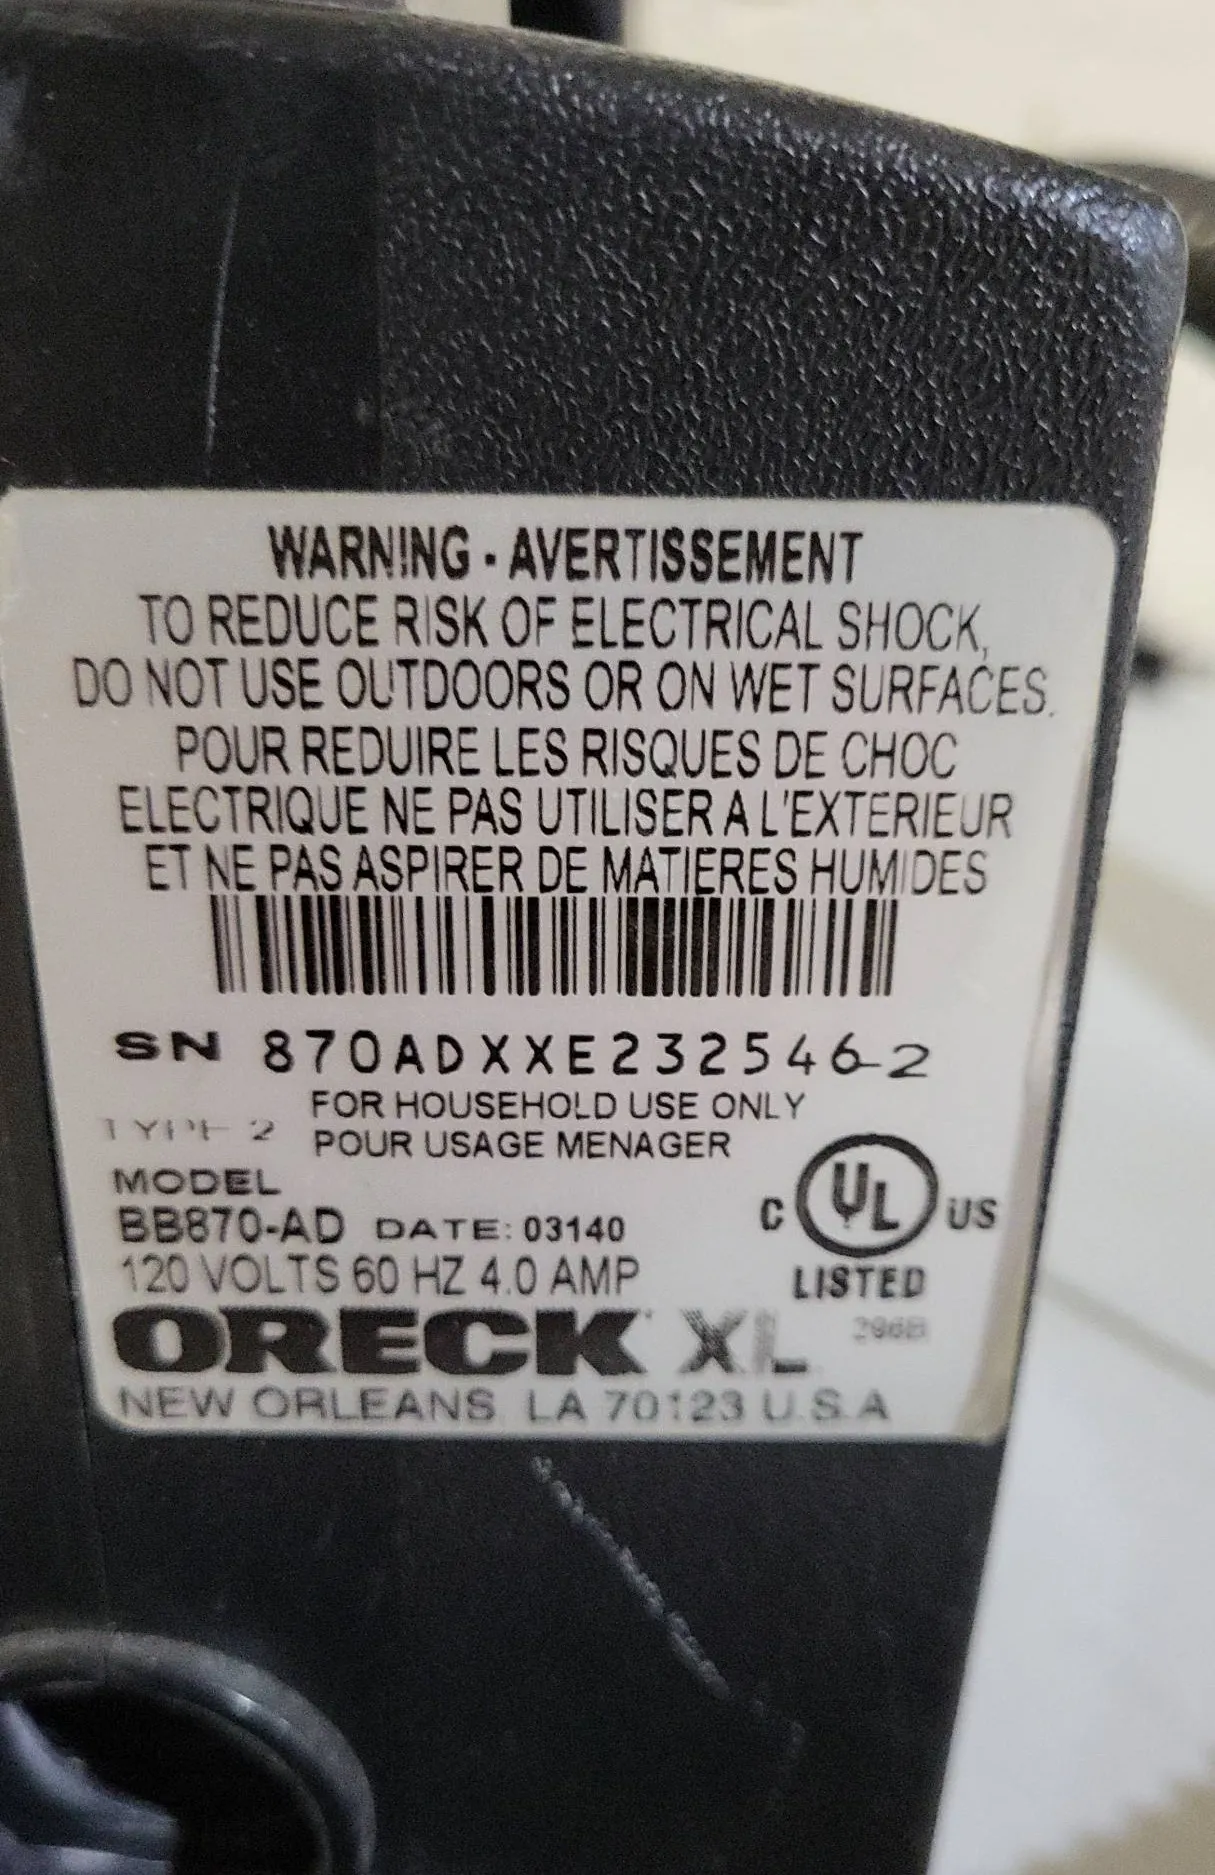 WARNING - AVERTISSEMENT
TO REDUCE RISK OF ELECTRICAL SHOCK,
DO NOT USE OUTDOORS OR ON WET SURFACES.
POUR REDUIRE LES RISQUES DE CHOC
ELECTRIQUE NE PAS UTILISER A L'EXTERIEUR
ET NE PAS ASPIRER DE MATIERES HUMIDES
SN 870ADXXE232546-2
FOR HOUSEHOLD USE ONLY
TYPE 2 POUR USAGE MENAGER
MODEL
BB870-AD DATE: 03140
C UL US
120 VOLTS 60 HZ 4.0 AMP
LISTED
ORECK XL 296B
NEW ORLEANS, LA 70123 U.S.A